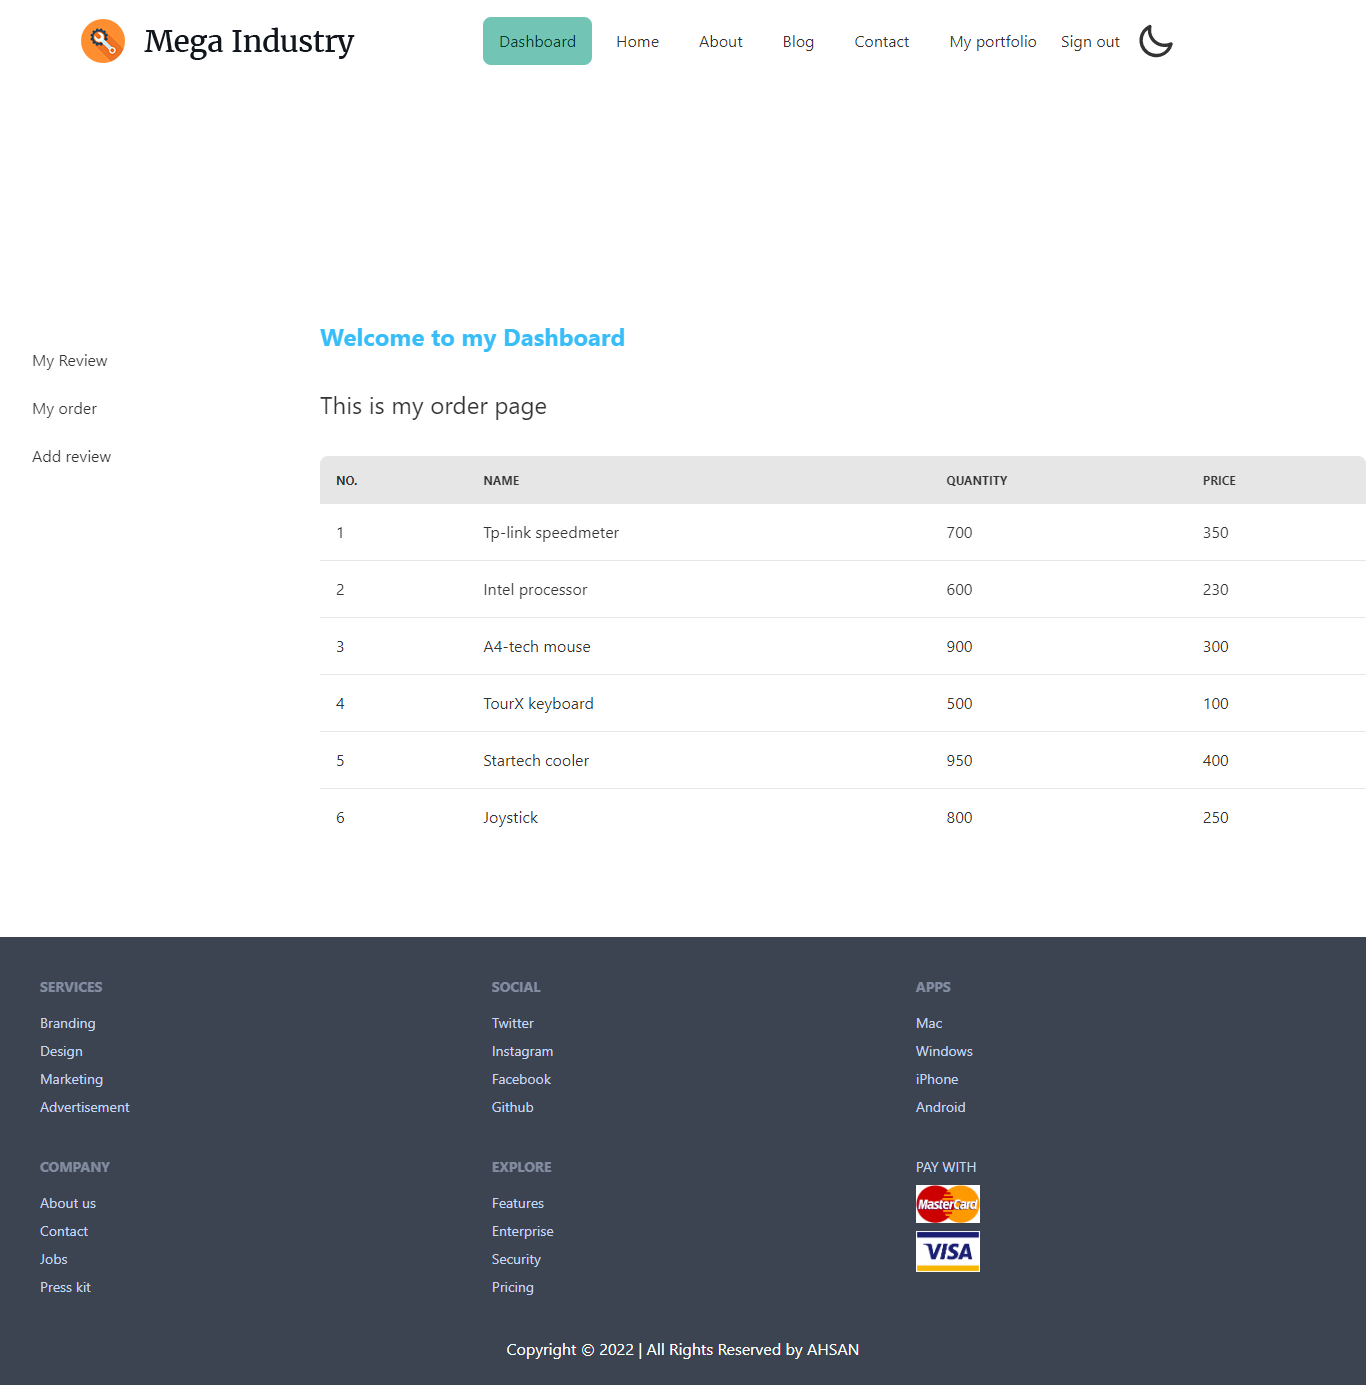 Mega Industry
Dashboard Home About Blog Contact My portfolio Sign out
My Review
My order
Add review
Welcome to my Dashboard
This is my order page
NO. NAME QUANTITY PRICE
1 Tp-link speedmeter 700 350
2 Intel processor 600 230
3 A4-tech mouse 900 300
4 TourX keyboard 500 100
5 Startech cooler 950 400
6 Joystick 800 250
SERVICES
Branding
Design
Marketing
Advertisement
SOCIAL
Twitter
Instagram
Facebook
Github
APPS
Mac
Windows
iPhone
Android
COMPANY
About us
Contact
Jobs
Press kit
EXPLORE
Features
Enterprise
Security
Pricing
PAY WITH
MasterCard
VISA
Copyright © 2022 | All Rights Reserved by AHSAN